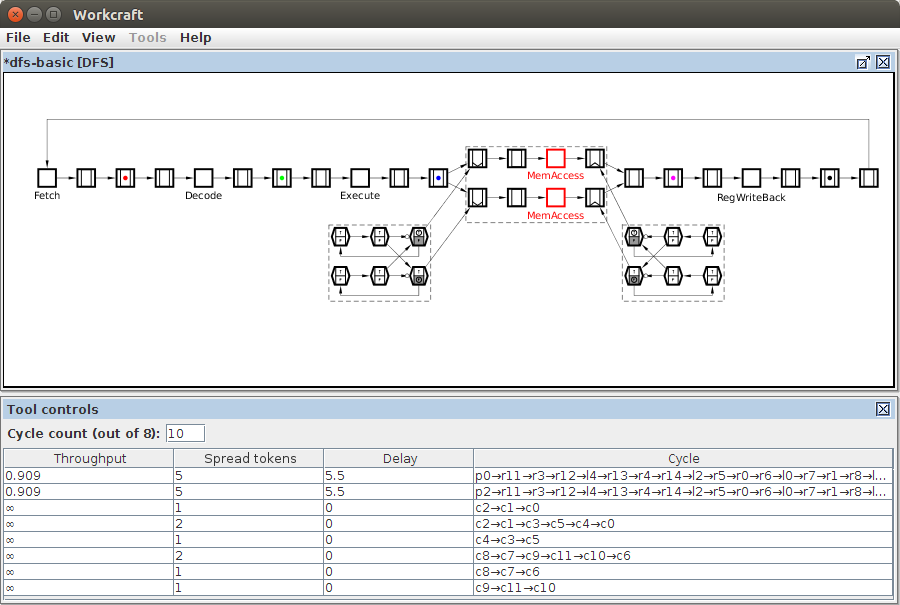 Workcraft
File Edit View Tools Help
*dfs-basic [DFS]
MemAccess
Fetch Decode Execute RegWriteBack
MemAccess
Tool controls
Cycle count (out of 8): 10
Throughput Spread tokens Delay Cycle
0.909 5 5.5 p0→r11→r3→r12→l4→r13→r4→r14→l2→r5→r0→r6→l0→r7→r1→r8→l...
0.909 5 5.5 p2→r11→r3→r12→l4→r13→r4→r14→l2→r5→r0→r6→l0→r7→r1→r8→l...
∞ 1 0 c2→c1→c0
∞ 2 0 c2→c1→c3→c5→c4→c0
∞ 1 0 c4→c3→c5
∞ 2 0 c8→c7→c9→c11→c10→c6
∞ 1 0 c8→c7→c6
∞ 1 0 c9→c11→c10